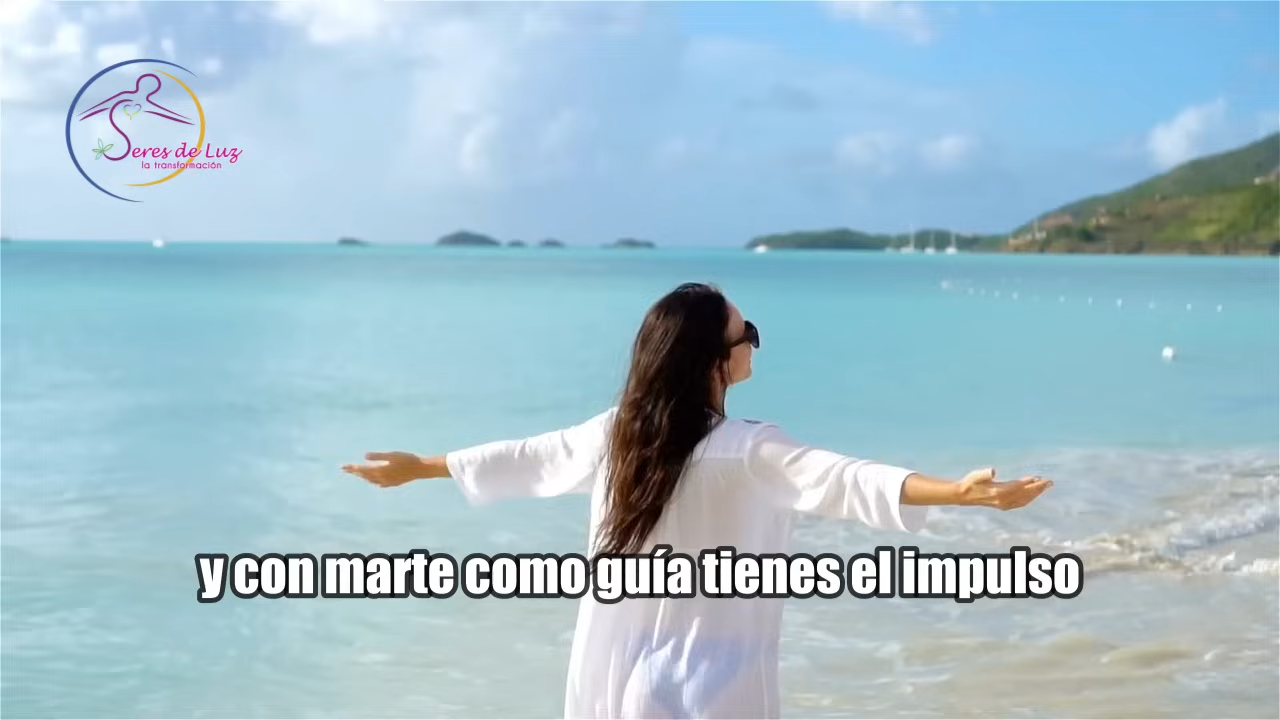 Seres de Luz
la transformación
y con marte como guía tienes el impulso